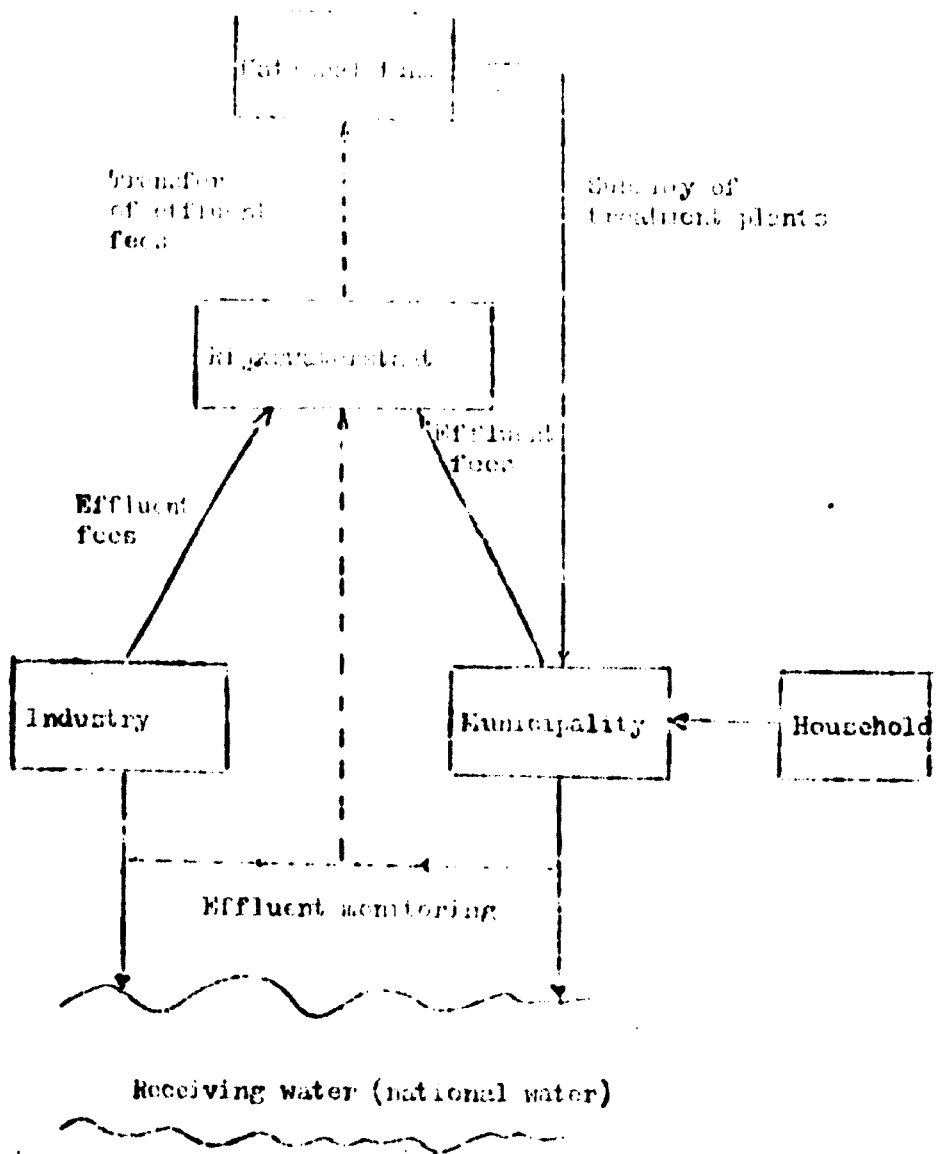 Transfer
of effluent
fees
of
treatment plants
Effluent
fees
Effluent
fees
Industry
Municipality
Household
Effluent monitoring
Receiving water (national water)